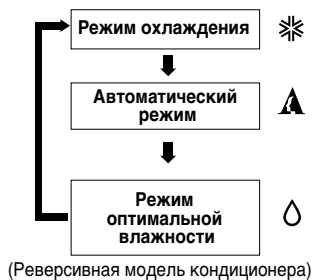 Режим охлаждения
Автоматический
режим
Режим
оптимальной
влажности
(Реверсивная модель кондиционера)